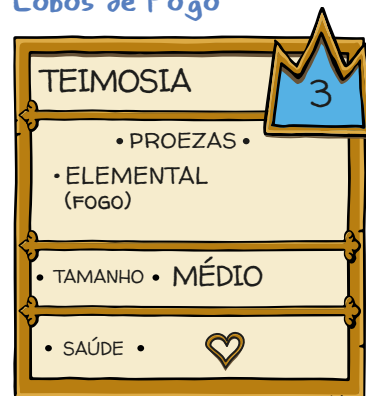 Lobos de Fogo
TEIMOSIA
3
• PROEZAS •
• ELEMENTAL
(FOGO)
• TAMANHO • MÉDIO
• SAÚDE •